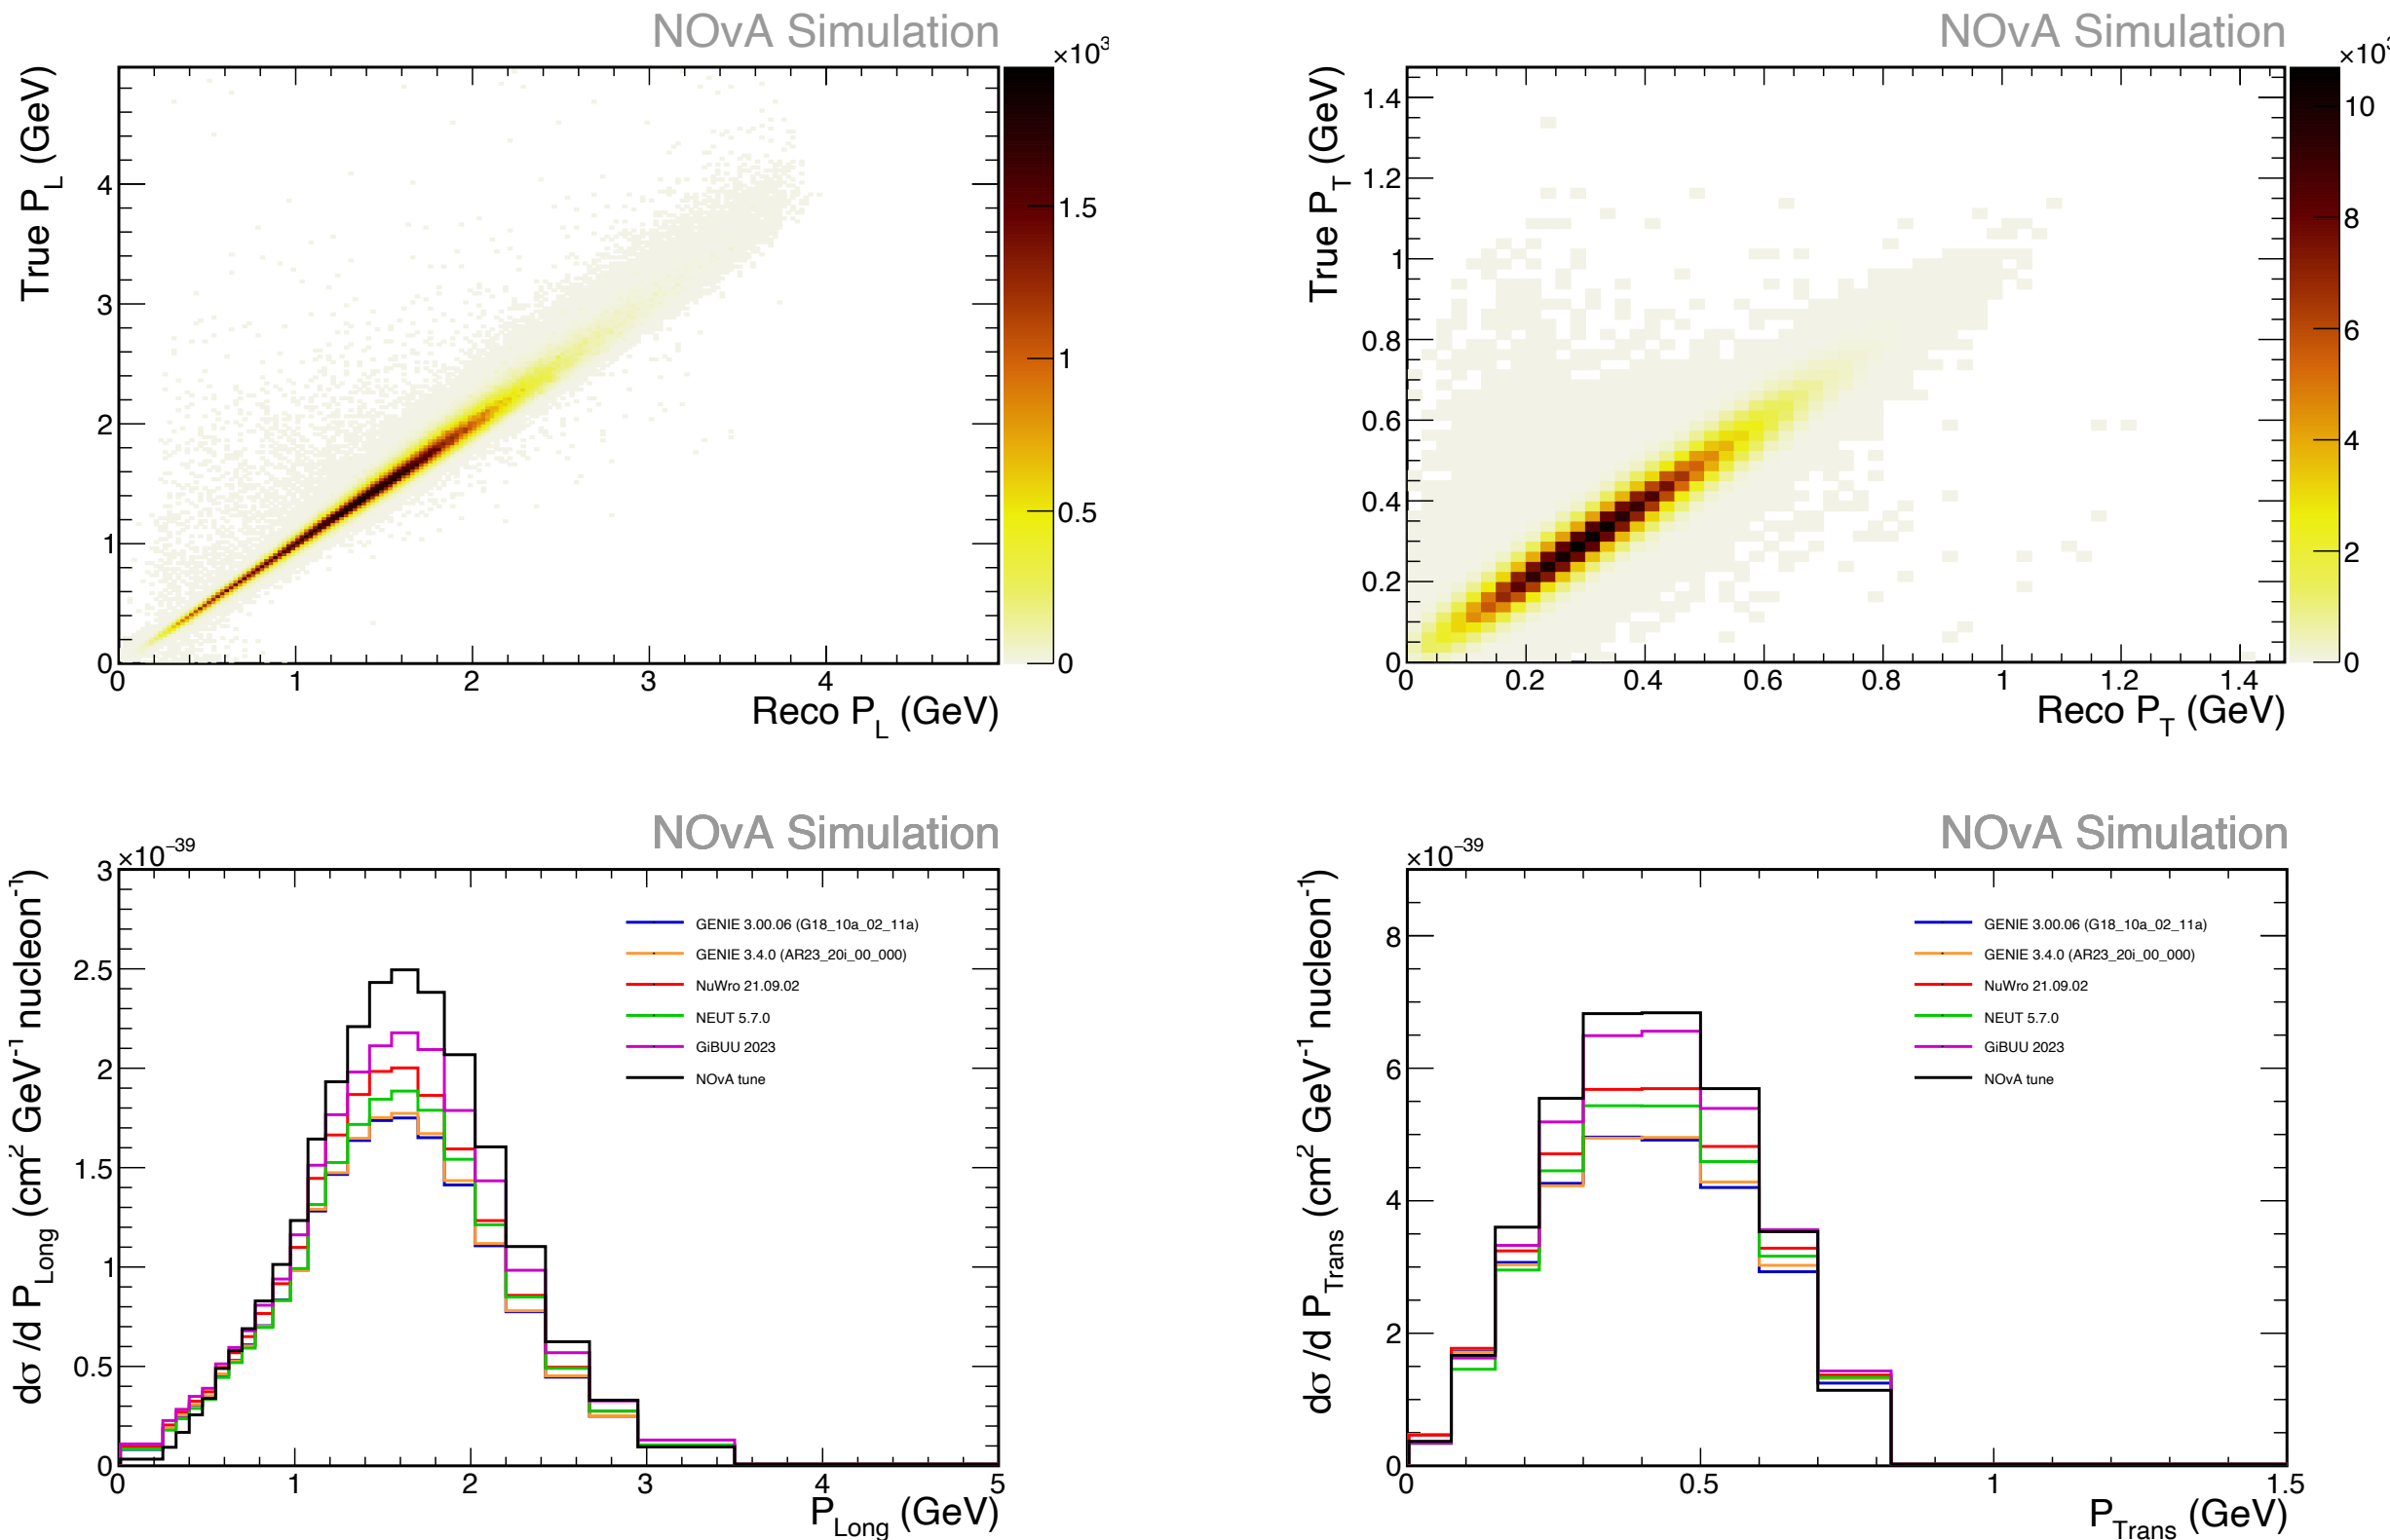 NOvA Simulation
×10³
True P_L (GeV)
4
3
2
1
0
0 1 2 3 4
Reco P_L (GeV)
1.5
1
0.5
0
NOvA Simulation
×10³
True P_T (GeV)
1.4
1.2
1
0.8
0.6
0.4
0.2
0
0 0.2 0.4 0.6 0.8 1 1.2 1.4
Reco P_T (GeV)
10
8
6
4
2
0
NOvA Simulation
×10⁻³⁹
dσ /d P_Long (cm² GeV⁻¹ nucleon⁻¹)
3
2.5
2
1.5
1
0.5
0
GENIE 3.00.06 (G18_10a_02_11a)
GENIE 3.4.0 (AR23_20i_00_000)
NuWro 21.09.02
NEUT 5.7.0
GiBUU 2023
NOvA tune
0 1 2 3 4 5
P_Long (GeV)
NOvA Simulation
×10⁻³⁹
dσ /d P_Trans (cm² GeV⁻¹ nucleon⁻¹)
8
6
4
2
0
GENIE 3.00.06 (G18_10a_02_11a)
GENIE 3.4.0 (AR23_20i_00_000)
NuWro 21.09.02
NEUT 5.7.0
GiBUU 2023
NOvA tune
0 0.5 1 1.5
P_Trans (GeV)